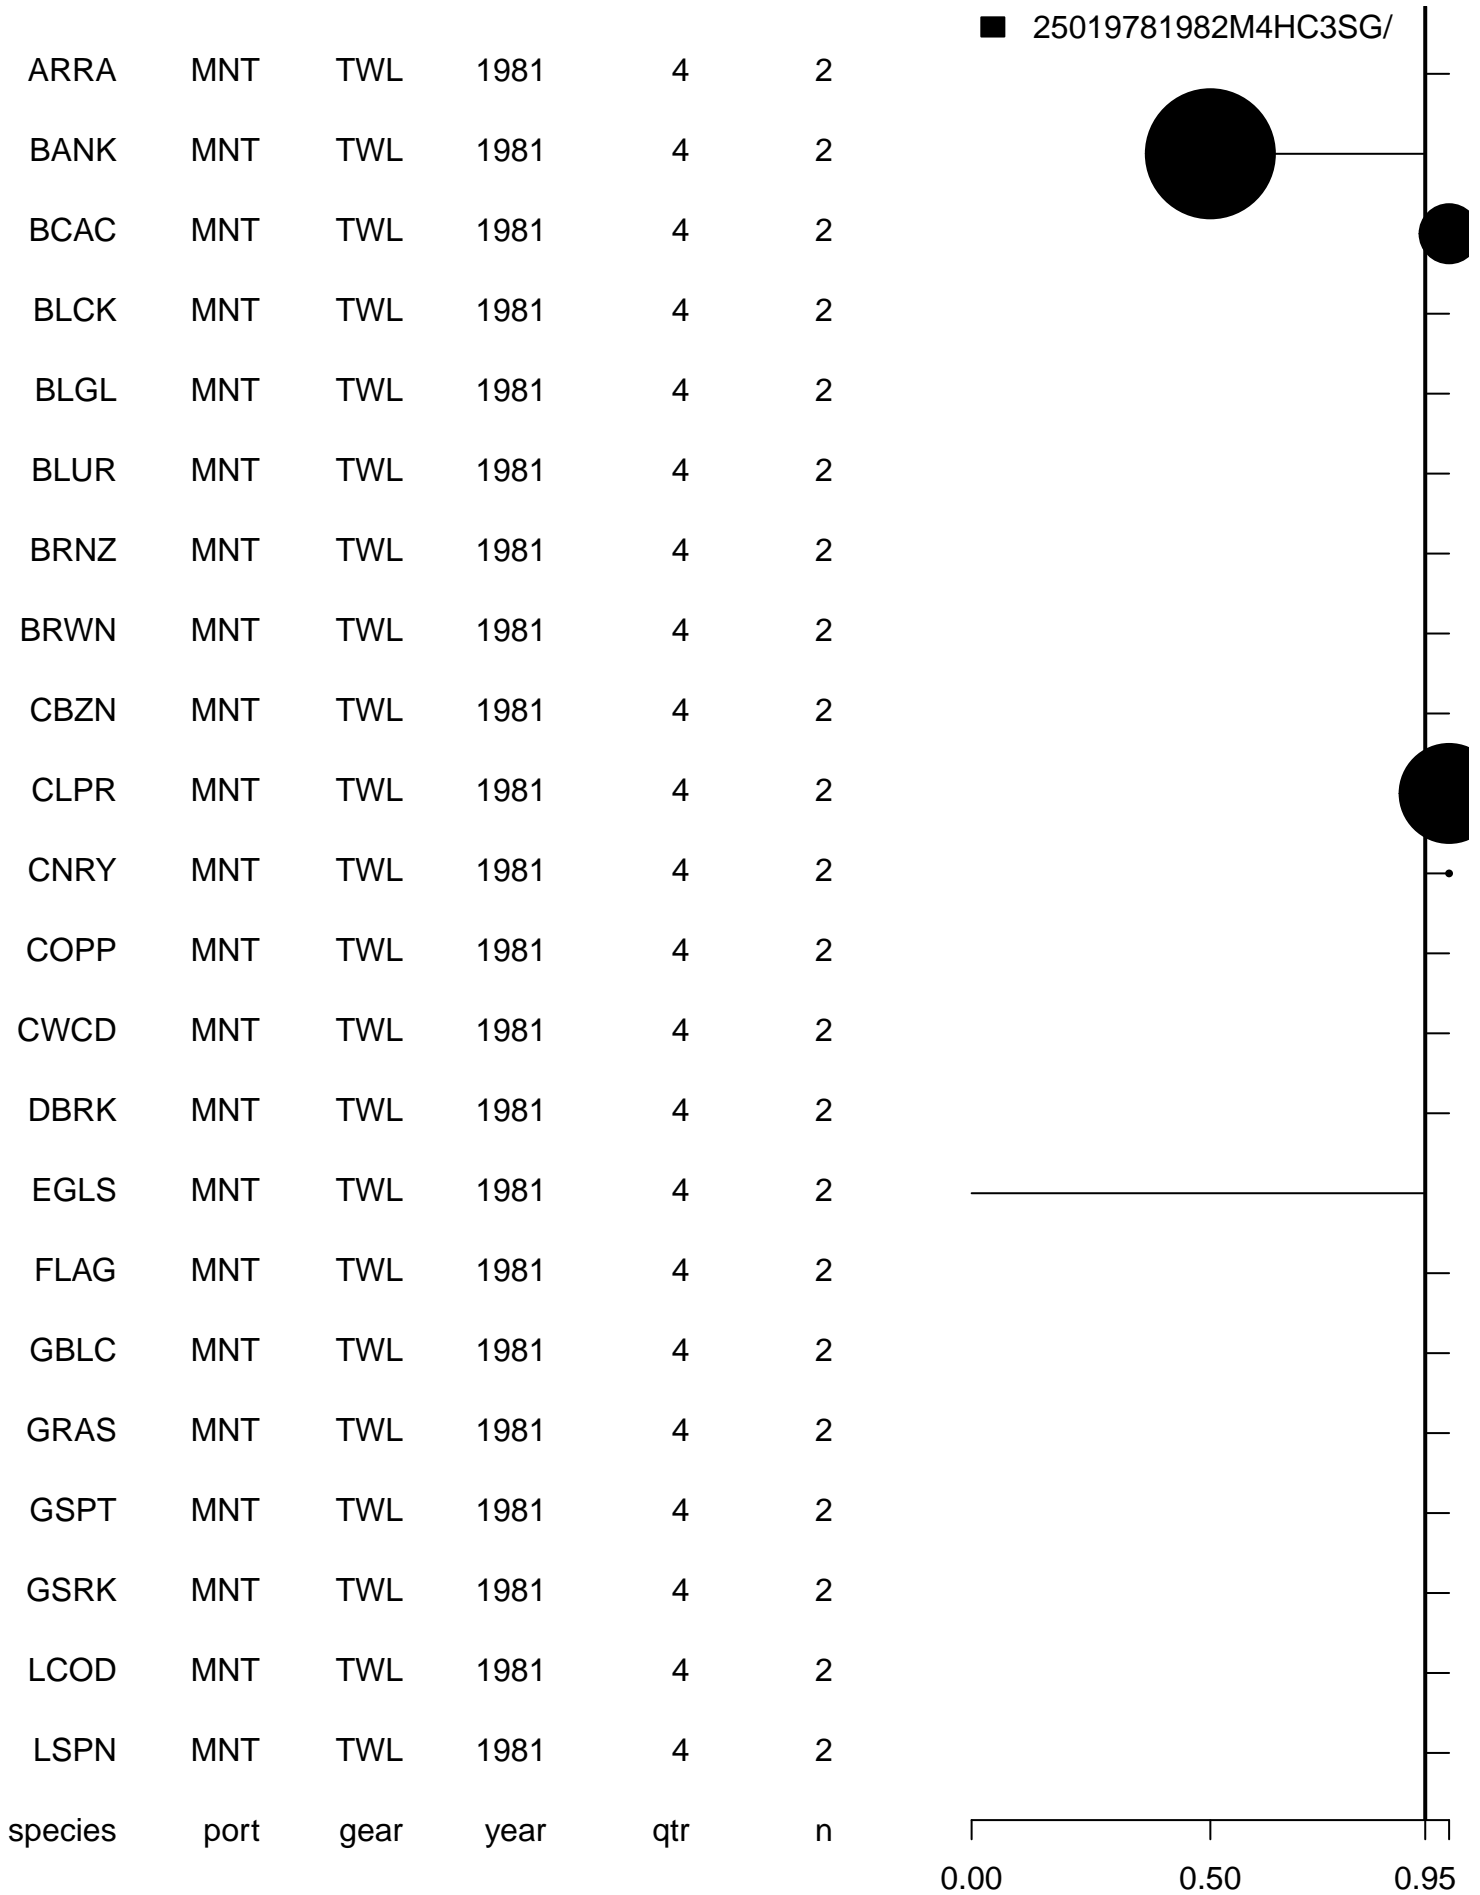 25019781982M4HC3SG/
ARRA MNT TWL 1981 4 2
BANK MNT TWL 1981 4 2
BCAC MNT TWL 1981 4 2
BLCK MNT TWL 1981 4 2
BLGL MNT TWL 1981 4 2
BLUR MNT TWL 1981 4 2
BRNZ MNT TWL 1981 4 2
BRWN MNT TWL 1981 4 2
CBZN MNT TWL 1981 4 2
CLPR MNT TWL 1981 4 2
CNRY MNT TWL 1981 4 2
COPP MNT TWL 1981 4 2
CWCD MNT TWL 1981 4 2
DBRK MNT TWL 1981 4 2
EGLS MNT TWL 1981 4 2
FLAG MNT TWL 1981 4 2
GBLC MNT TWL 1981 4 2
GRAS MNT TWL 1981 4 2
GSPT MNT TWL 1981 4 2
GSRK MNT TWL 1981 4 2
LCOD MNT TWL 1981 4 2
LSPN MNT TWL 1981 4 2
species port gear year qtr n
0.00 0.50 0.95